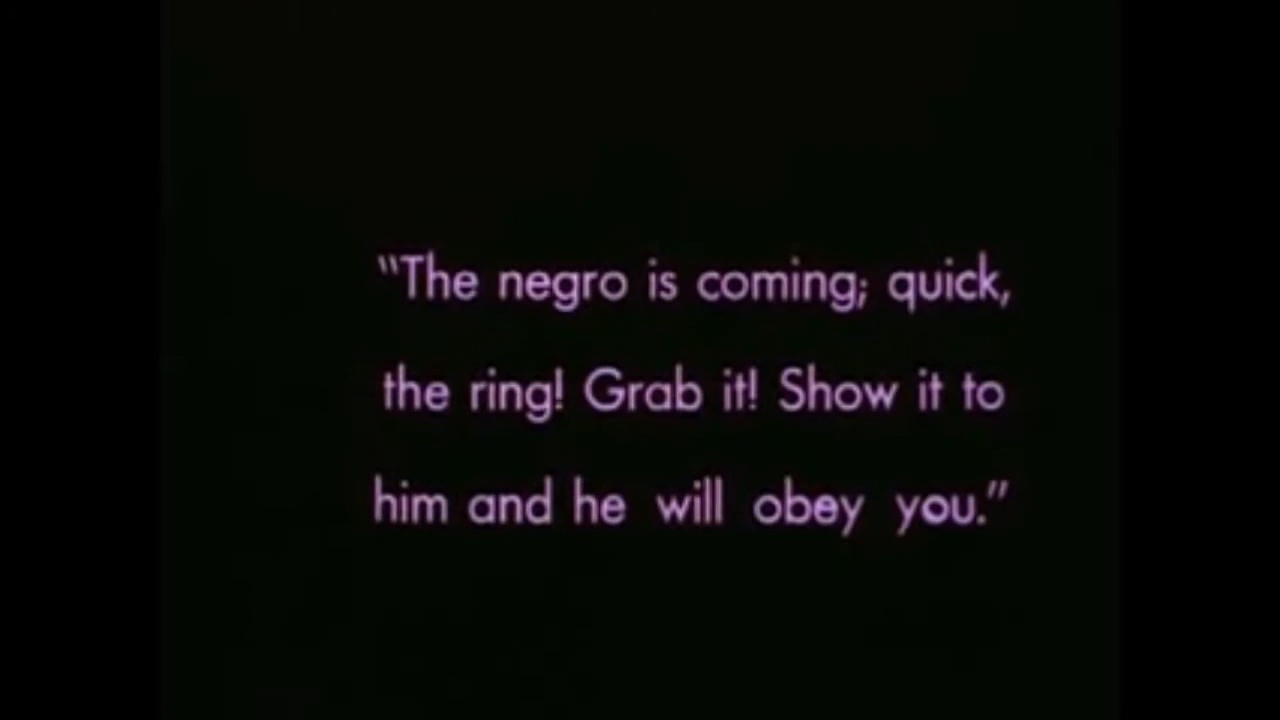 "The negro is coming; quick,
the ring! Grab it! Show it to
him and he will obey you."